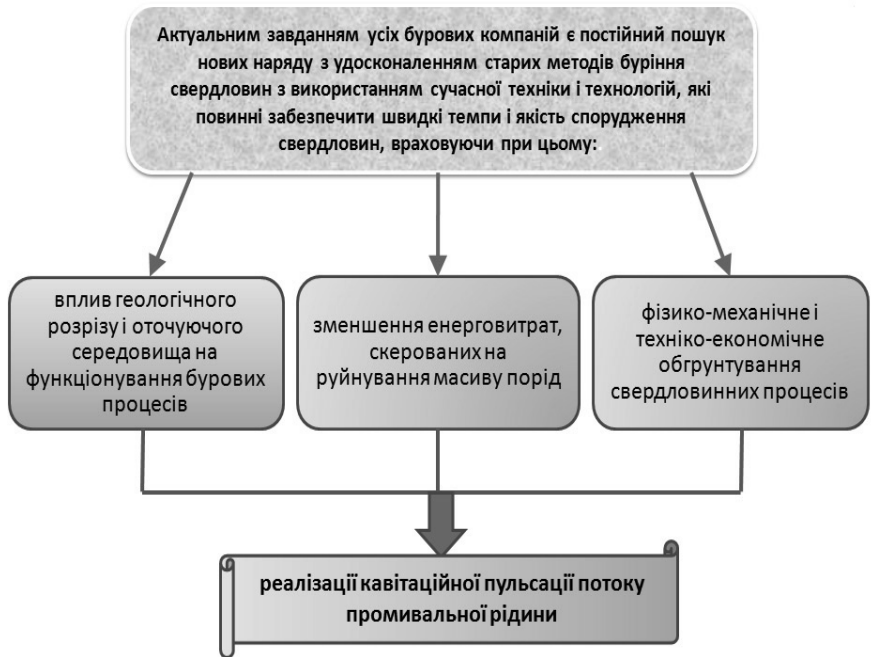 Актуальним завданням усіх бурових компаній є постійний пошук
нових наряду з удосконаленням старих методів буріння
свердловин з використанням сучасної техніки і технологій, які
повинні забезпечити швидкі темпи і якість спорудження
свердловин, враховуючи при цьому:
вплив геологічного
розрізу і оточуючого
середовища на
функціонування бурових
процесів
зменшення енерговитрат,
скерованих на
руйнування масиву порід
фізико-механічне і
техніко-економічне
обгрунтування
свердловинних процесів
реалізації кавітаційної пульсації потоку
промивальної рідини